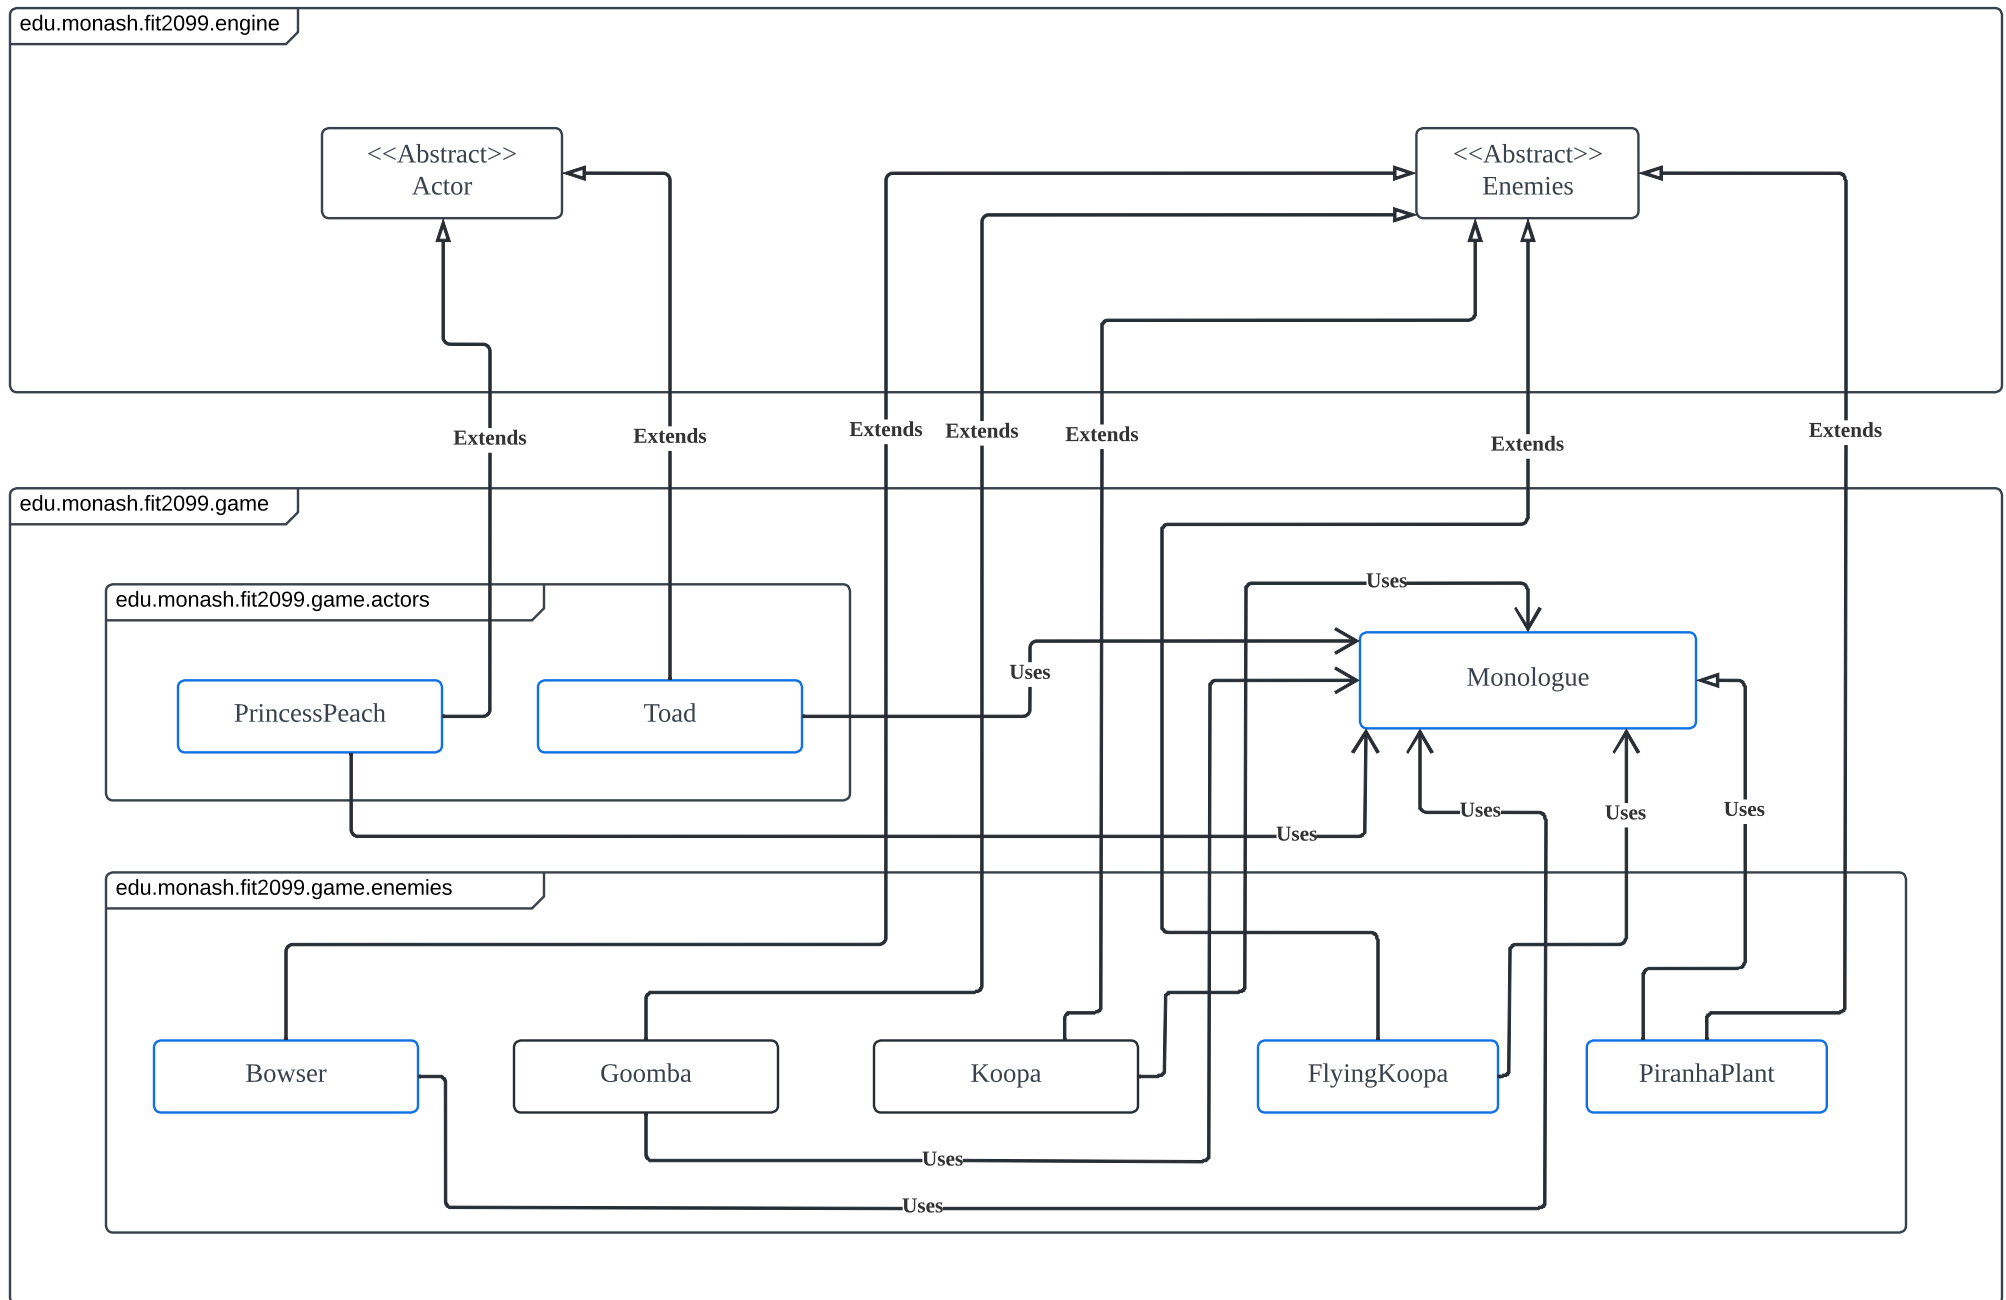 edu.monash.fit2099.engine
<<Abstract>>
Actor
<<Abstract>>
Enemies
Extends
Extends
Extends
Extends
Extends
Extends
Extends
edu.monash.fit2099.game
edu.monash.fit2099.game.actors
Uses
PrincessPeach
Toad
Uses
Monologue
Uses
Uses
Uses
Uses
edu.monash.fit2099.game.enemies
Bowser
Goomba
Koopa
FlyingKoopa
PiranhaPlant
Uses
Uses